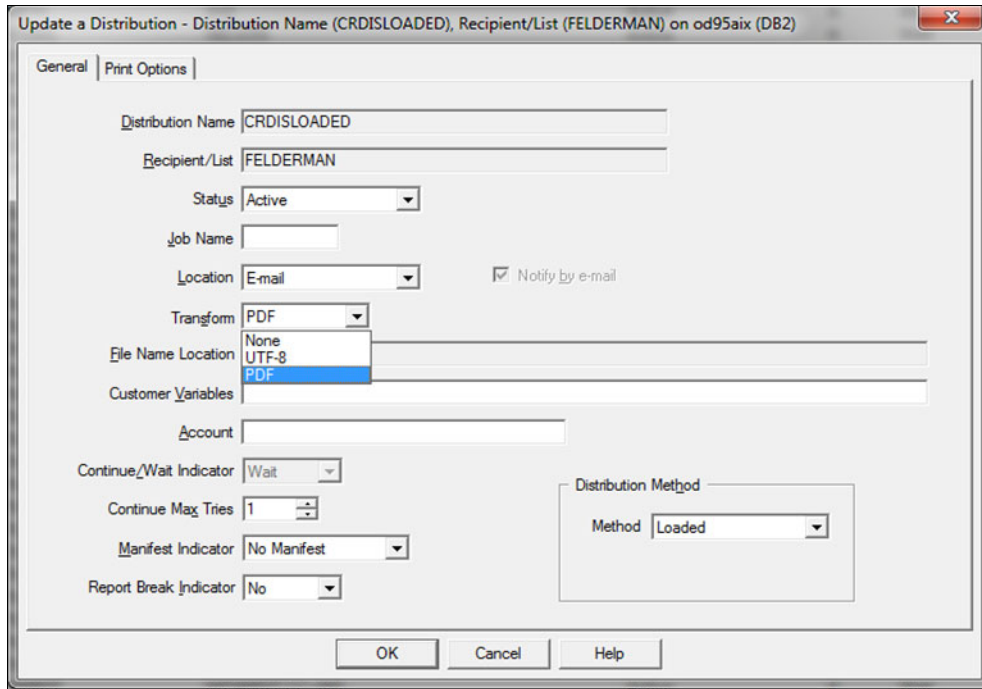 Update a Distribution - Distribution Name (CRDISLOADED), Recipient/List (FELDERMAN) on od95aix (DB2)
General Print Options
Distribution Name CRDISLOADED
Recipient/List FELDERMAN
Status Active
Job Name
Location E-mail Notify by e-mail
Transform PDF
None
File Name Location UTF-8
PDF
Customer Variables
Account
Continue/Wait Indicator Wait
Distribution Method
Continue Max Tries 1
Method Loaded
Manifest Indicator No Manifest
Report Break Indicator No
OK Cancel Help